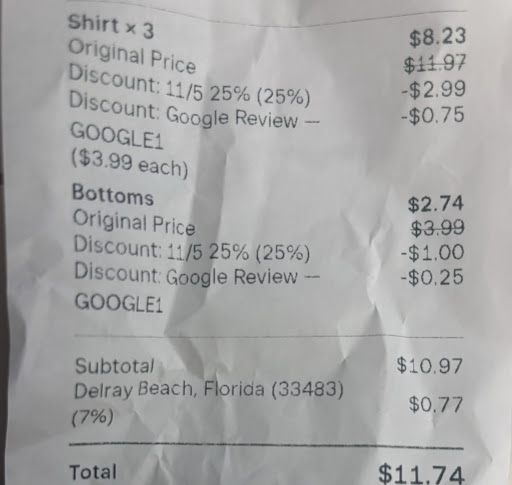 Shirt × 3 $8.23
Original Price $11.97
Discount: 11/5 25% (25%) -$2.99
Discount: Google Review — -$0.75
GOOGLE1
($3.99 each)
Bottoms $2.74
Original Price $3.99
Discount: 11/5 25% (25%) -$1.00
Discount: Google Review — -$0.25
GOOGLE1
Subtotal $10.97
Delray Beach, Florida (33483) $0.77
(7%)
Total $11.74